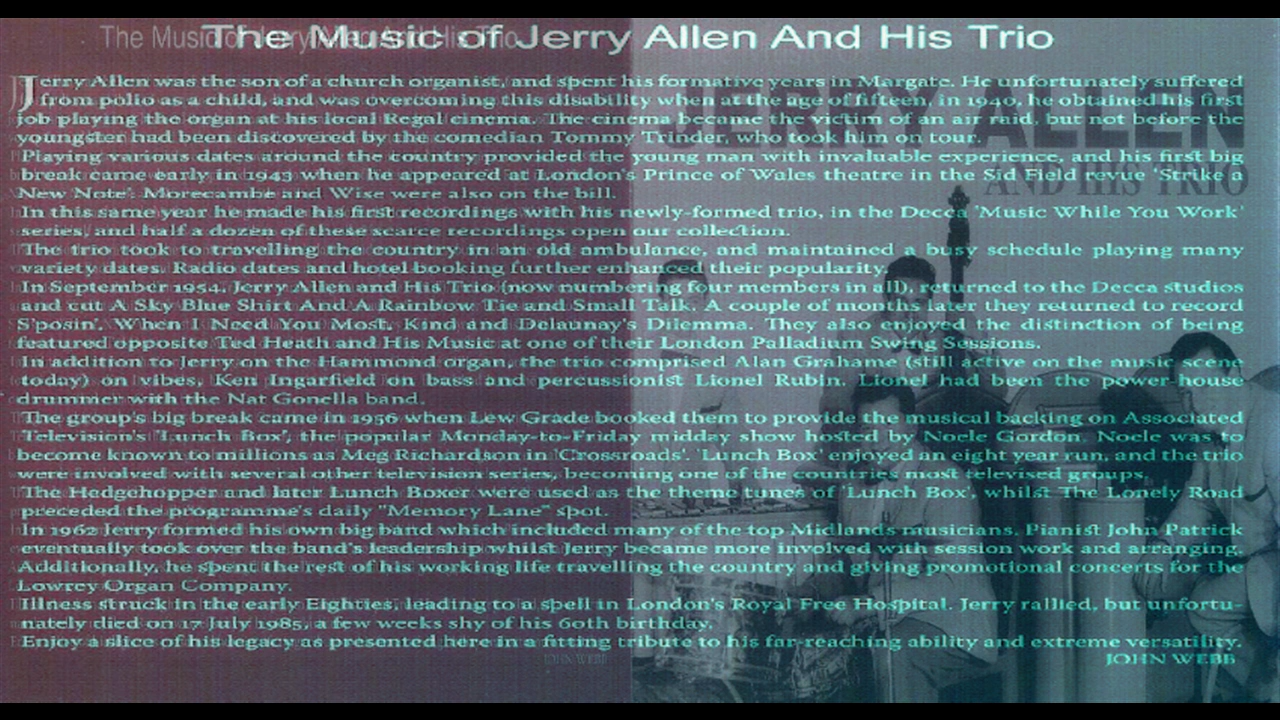 The Music of Jerry Allen And His Trio
Jerry Allen was the son of a church organist, and spent his formative years in Margate. He unfortunately suffered
from polio as a child, and was overcoming this disability when at the age of fifteen, in 1940, he obtained his first
job playing the organ at his local Regal cinema. The cinema became the victim of an air raid, but not before the
youngster had been discovered by the comedian Tommy Trinder, who took him on tour.
Playing various dates around the country provided the young man with invaluable experience, and his first big
break came early in 1943 when he appeared at London's Prince of Wales theatre in the Sid Field revue 'Strike a
New Note'. Morecambe and Wise were also on the bill.
In this same year he made his first recordings with his newly-formed trio, in the Decca 'Music While You Work'
series, and half a dozen of these scarce recordings open our collection.
The trio took to travelling the country in an old ambulance, and maintained a busy schedule playing many
variety dates. Radio dates and hotel booking further enhanced their popularity.
In September 1954, Jerry Allen and His Trio (now numbering four members in all), returned to the Decca studios
and cut A Sky Blue Shirt And A Rainbow Tie and Small Talk. A couple of months later they returned to record
S'posin', When I Need You Most, Kind and Delaunay's Dilemma. They also enjoyed the distinction of being
featured opposite Ted Heath and His Music at one of their London Palladium Swing Sessions.
In addition to Jerry on the Hammond organ, the trio comprised Alan Grahame (still active on the music scene
today) on vibes, Ken Ingarfield on bass and percussionist Lionel Rubin. Lionel had been the power-house
drummer with the Nat Gonella band.
The group's big break came in 1956 when Lew Grade booked them to provide the musical backing on Associated
Television's 'Lunch Box', the popular Monday-to-Friday midday show hosted by Noele Gordon. Noele was to
become known to millions as Meg Richardson in 'Crossroads'. 'Lunch Box' enjoyed an eight year run, and the trio
were involved with several other television series, becoming one of the country's most televised groups.
The Hedgehopper and later Lunch Boxer were used as the theme tunes of 'Lunch Box', whilst The Lonely Road
preceded the programme's daily "Memory Lane" spot.
In 1962 Jerry formed his own big band which included many of the top Midlands musicians. Pianist John Patrick
eventually took over the band's leadership whilst Jerry became more involved with session work and arranging.
Additionally, he spent the rest of his working life travelling the country and giving promotional concerts for the
Lowrey Organ Company.
Illness struck in the early Eighties, leading to a spell in London's Royal Free Hospital. Jerry rallied, but unfortu-
nately died on 17 July 1985, a few weeks shy of his 60th birthday.
Enjoy a slice of his legacy as presented here in a fitting tribute to his far-reaching ability and extreme versatility.
JOHN WEBB
JERRY ALLEN
AND HIS TRIO
The Music of Jerry Allen And His Trio
JOHN WEBB